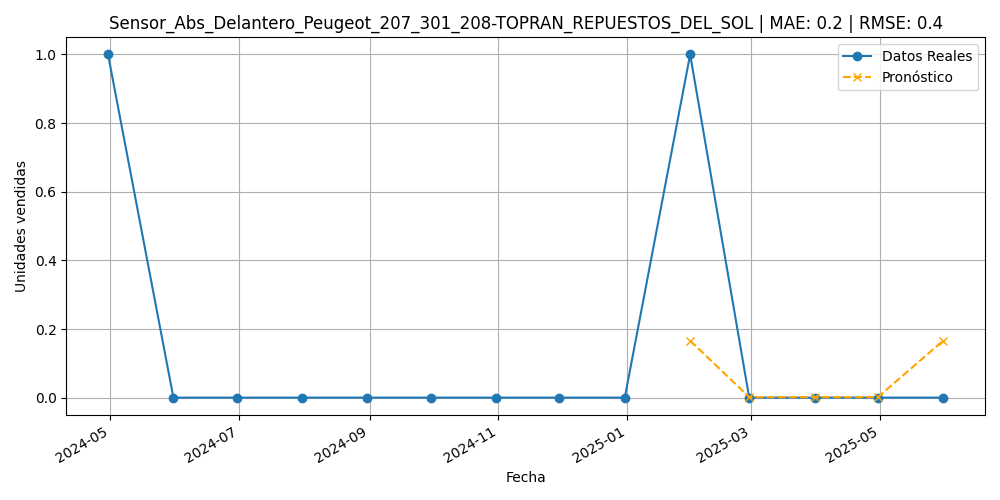 Sensor_Abs_Delantero_Peugeot_207_301_208-TOPRAN_REPUESTOS_DEL_SOL | MAE: 0.2 | RMSE: 0.4
Datos Reales
Pronóstico
Unidades vendidas
1.0
0.8
0.6
0.4
0.2
0.0
2024-05
2024-07
2024-09
2024-11
2025-01
2025-03
2025-05
Fecha